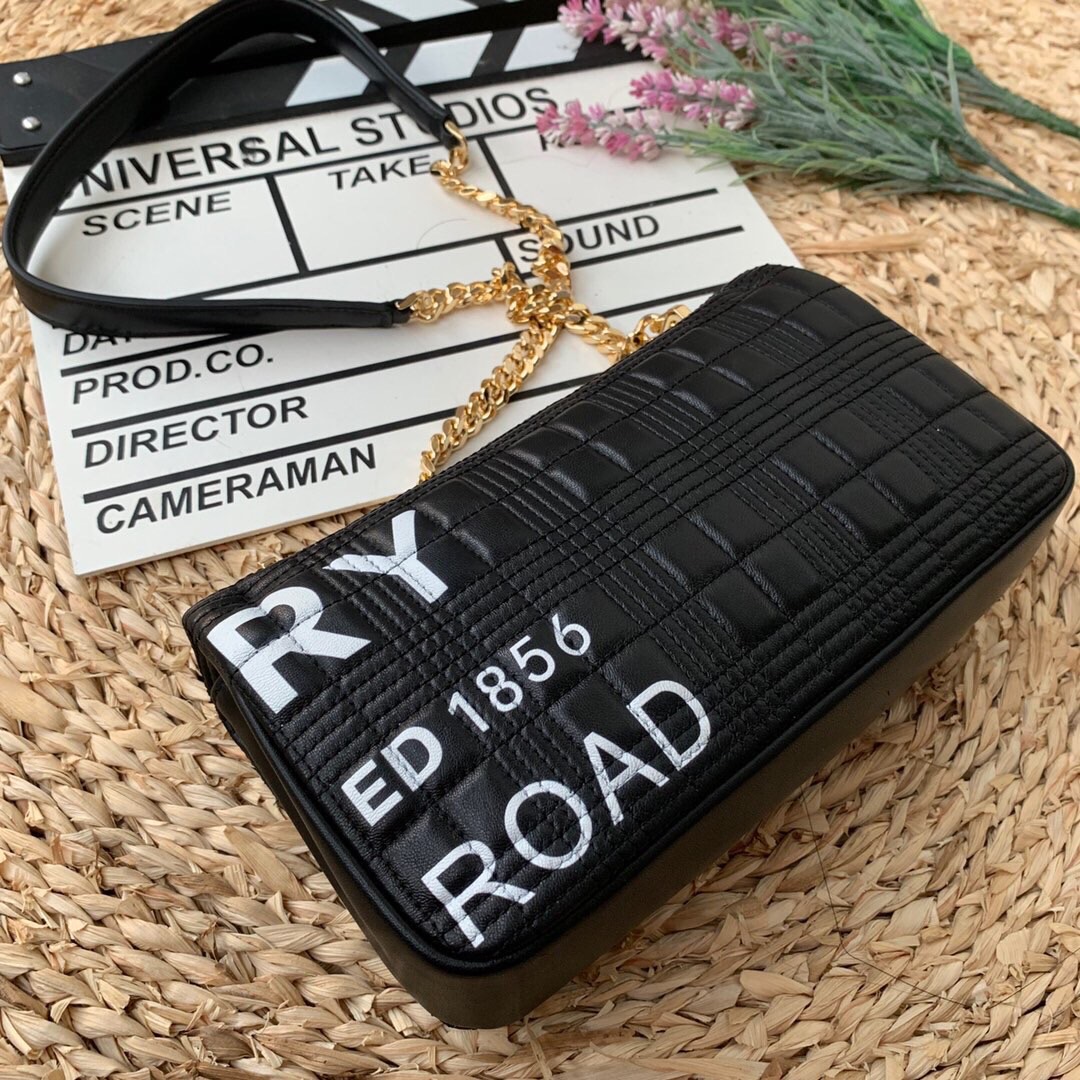 UNIVERSAL STUDIOS
SCENE TAKE
SOUND
PROD.CO.
DIRECTOR
CAMERAMAN
RY
ED 1856
ROAD